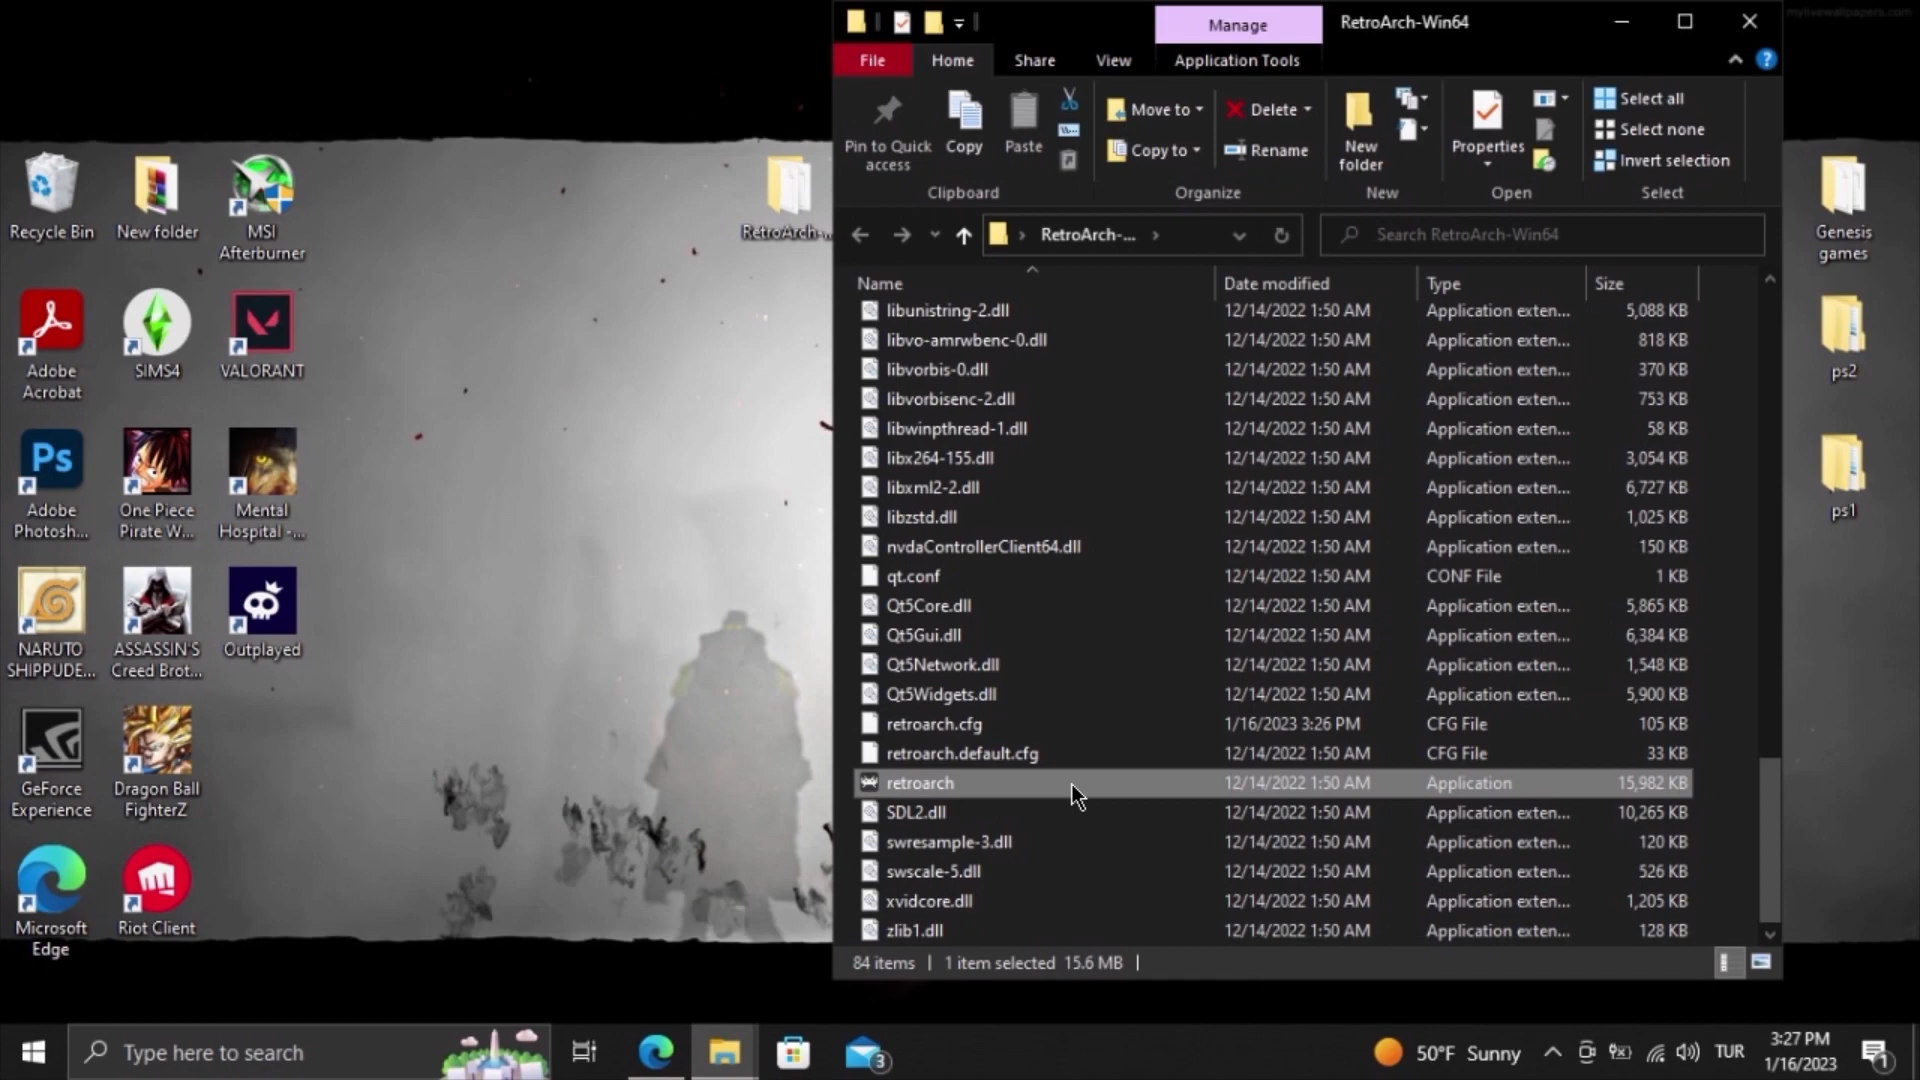 Manage
RetroArch-Win64
mylivewallpapers.com
File
Home
Share
View
Application Tools
Pin to Quick
access
Copy
Paste
Move to
Copy to
Delete
Rename
New
folder
Properties
Select all
Select none
Invert selection
Clipboard
Organize
New
Open
Select
RetroArch-...
Search RetroArch-Win64
Name
Date modified
Type
Size
libunistring-2.dll 12/14/2022 1:50 AM Application exten... 5,088 KB
libvo-amrwbenc-0.dll 12/14/2022 1:50 AM Application exten... 818 KB
libvorbis-0.dll 12/14/2022 1:50 AM Application exten... 370 KB
libvorbisenc-2.dll 12/14/2022 1:50 AM Application exten... 753 KB
libwinpthread-1.dll 12/14/2022 1:50 AM Application exten... 58 KB
libx264-155.dll 12/14/2022 1:50 AM Application exten... 3,054 KB
libxml2-2.dll 12/14/2022 1:50 AM Application exten... 6,727 KB
libzstd.dll 12/14/2022 1:50 AM Application exten... 1,025 KB
nvdaControllerClient64.dll 12/14/2022 1:50 AM Application exten... 150 KB
qt.conf 12/14/2022 1:50 AM CONF File 1 KB
Qt5Core.dll 12/14/2022 1:50 AM Application exten... 5,865 KB
Qt5Gui.dll 12/14/2022 1:50 AM Application exten... 6,384 KB
Qt5Network.dll 12/14/2022 1:50 AM Application exten... 1,548 KB
Qt5Widgets.dll 12/14/2022 1:50 AM Application exten... 5,900 KB
retroarch.cfg 1/16/2023 3:26 PM CFG File 105 KB
retroarch.default.cfg 12/14/2022 1:50 AM CFG File 33 KB
retroarch 12/14/2022 1:50 AM Application 15,982 KB
SDL2.dll 12/14/2022 1:50 AM Application exten... 10,265 KB
swresample-3.dll 12/14/2022 1:50 AM Application exten... 120 KB
swscale-5.dll 12/14/2022 1:50 AM Application exten... 526 KB
xvidcore.dll 12/14/2022 1:50 AM Application exten... 1,205 KB
zlib1.dll 12/14/2022 1:50 AM Application exten... 128 KB
84 items
1 item selected 15.6 MB
Recycle Bin
New folder
MSI
Afterburner
RetroArch-w
Adobe
Acrobat
SIMS4
VALORANT
Ps
Adobe
Photosh...
One Piece
Pirate W...
Mental
Hospital -...
NARUTO
SHIPPUDE...
ASSASSIN'S
Creed Brot...
Outplayed
GeForce
Experience
Dragon Ball
FighterZ
Microsoft
Edge
Riot Client
Genesis
games
ps2
ps1
Type here to search
3
50°F Sunny
TUR
3:27 PM
1/16/2023
1